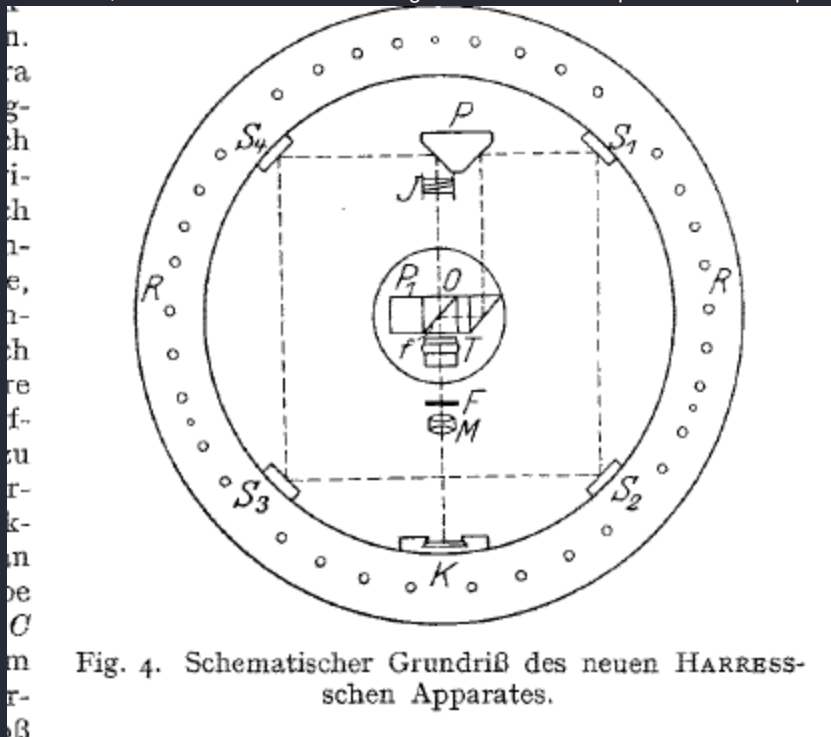 P
S₄
S₁
J
P₁ O
R
R
f T
F
M
S₃
S₂
K
Fig. 4. Schematischer Grundriß des neuen HARRESS-
schen Apparates.